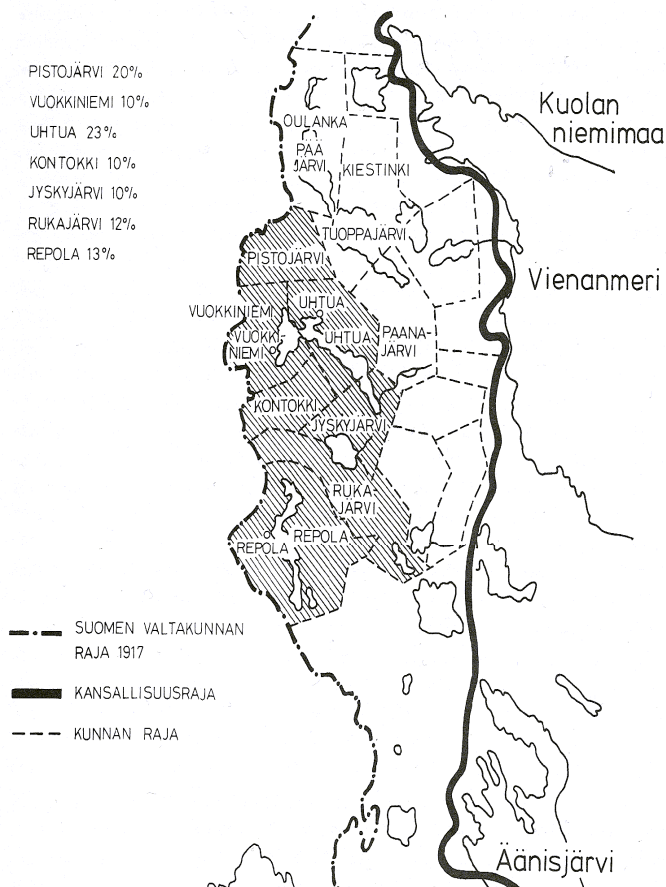 PISTOJÄRVI 20%
VUOKKINIEMI 10%
UHTUA 23%
KONTOKKI 10%
JYSKYJÄRVI 10%
RUKAJÄRVI 12%
REPOLA 13%
Kuolan
niemimaa
OULANKA
PÄÄ
JÄRVI
KIESTINKI
TUOPPAJÄRVI
PISTOJÄRVI
Vienanmeri
VUOKKINIEMI
UHTUA
VUOKKI-
NIEMI
UHTUA
PAANA-
JÄRVI
KONTOKKI
JYSKYJÄRVI
RUKA-
JÄRVI
REPOLA
REPOLA
SUOMEN VALTAKUNNAN
RAJA 1917
KANSALLISUUSRAJA
KUNNAN RAJA
Äänisjärvi